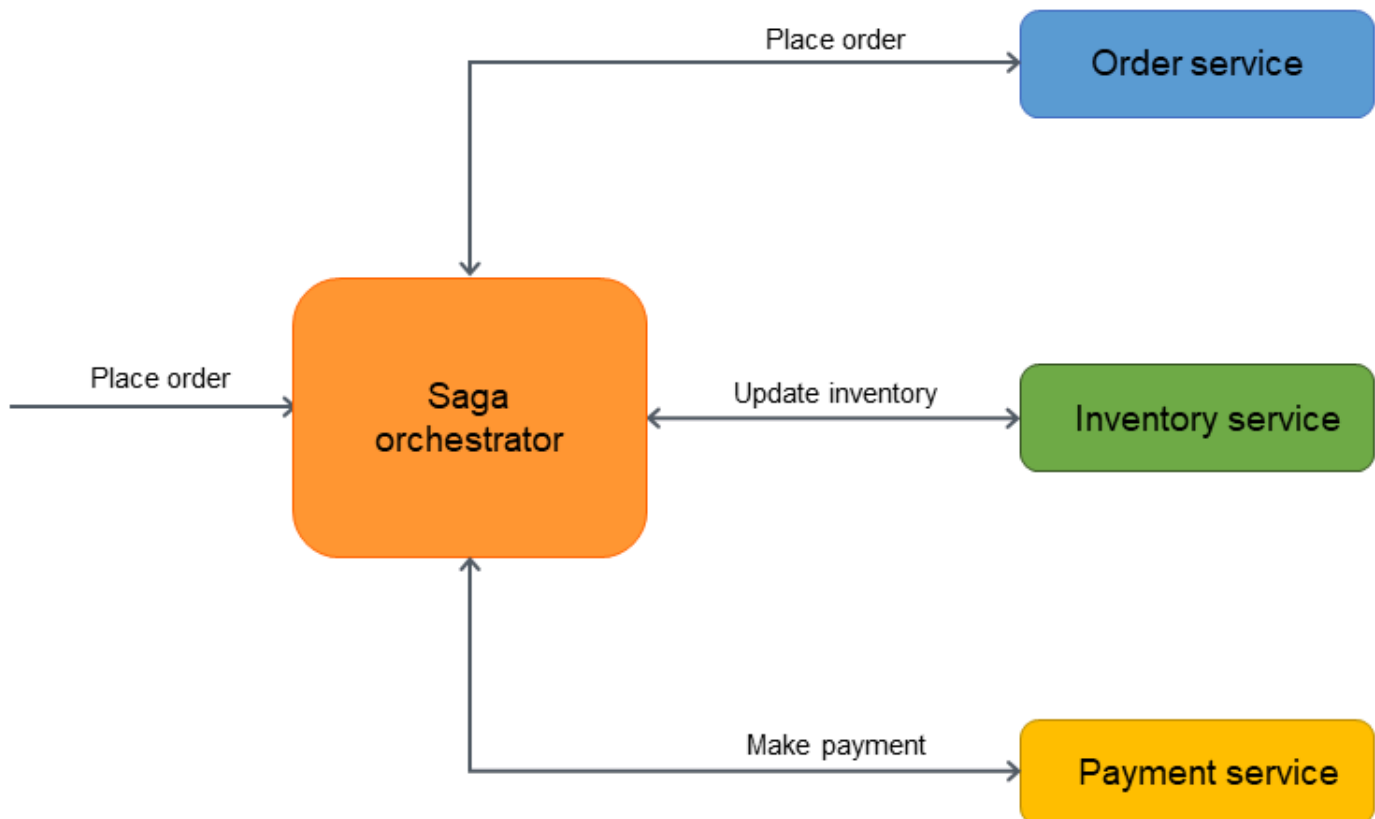 Place order
Order service
Place order
Saga
orchestrator
Update inventory
Inventory service
Make payment
Payment service